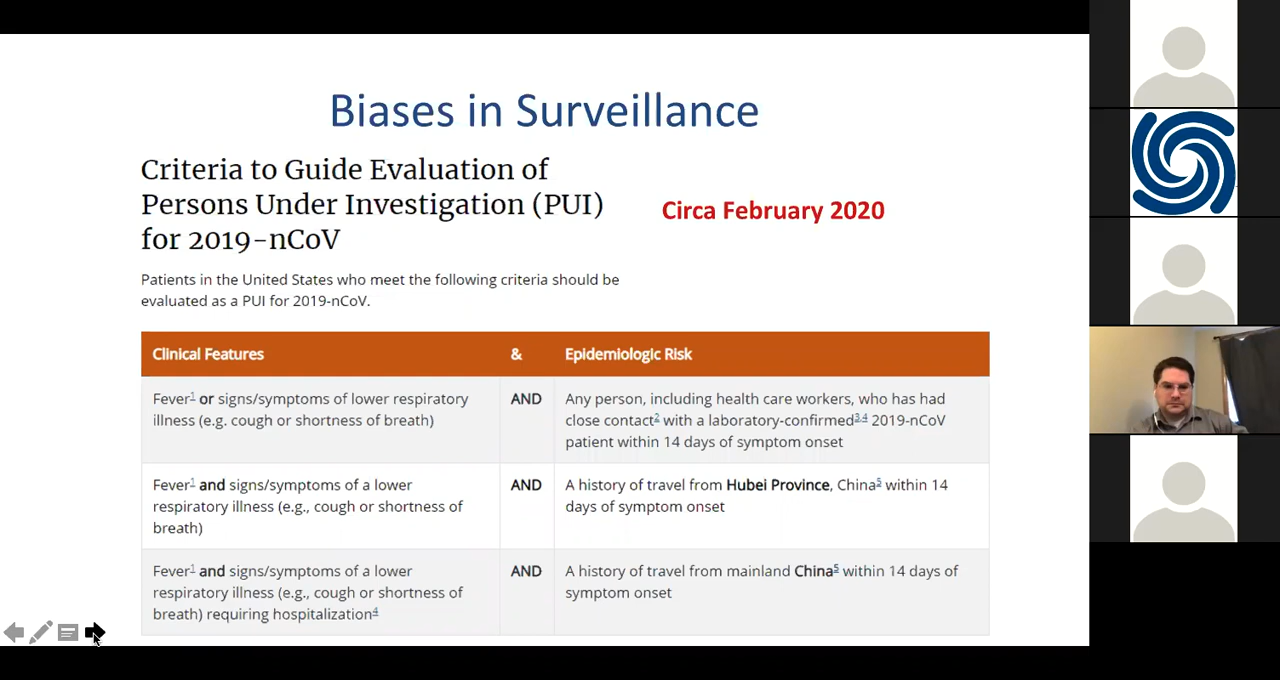 Biases in Surveillance
Criteria to Guide Evaluation of
Persons Under Investigation (PUI)
for 2019-nCoV
Circa February 2020
Patients in the United States who meet the following criteria should be
evaluated as a PUI for 2019-nCoV.
Clinical Features & Epidemiologic Risk
Fever1 or signs/symptoms of lower respiratory
illness (e.g. cough or shortness of breath)
AND
Any person, including health care workers, who has had
close contact2 with a laboratory-confirmed3,4 2019-nCoV
patient within 14 days of symptom onset
Fever1 and signs/symptoms of a lower
respiratory illness (e.g., cough or shortness of
breath)
AND
A history of travel from Hubei Province, China5 within 14
days of symptom onset
Fever1 and signs/symptoms of a lower
respiratory illness (e.g., cough or shortness of
breath) requiring hospitalization4
AND
A history of travel from mainland China5 within 14 days of
symptom onset